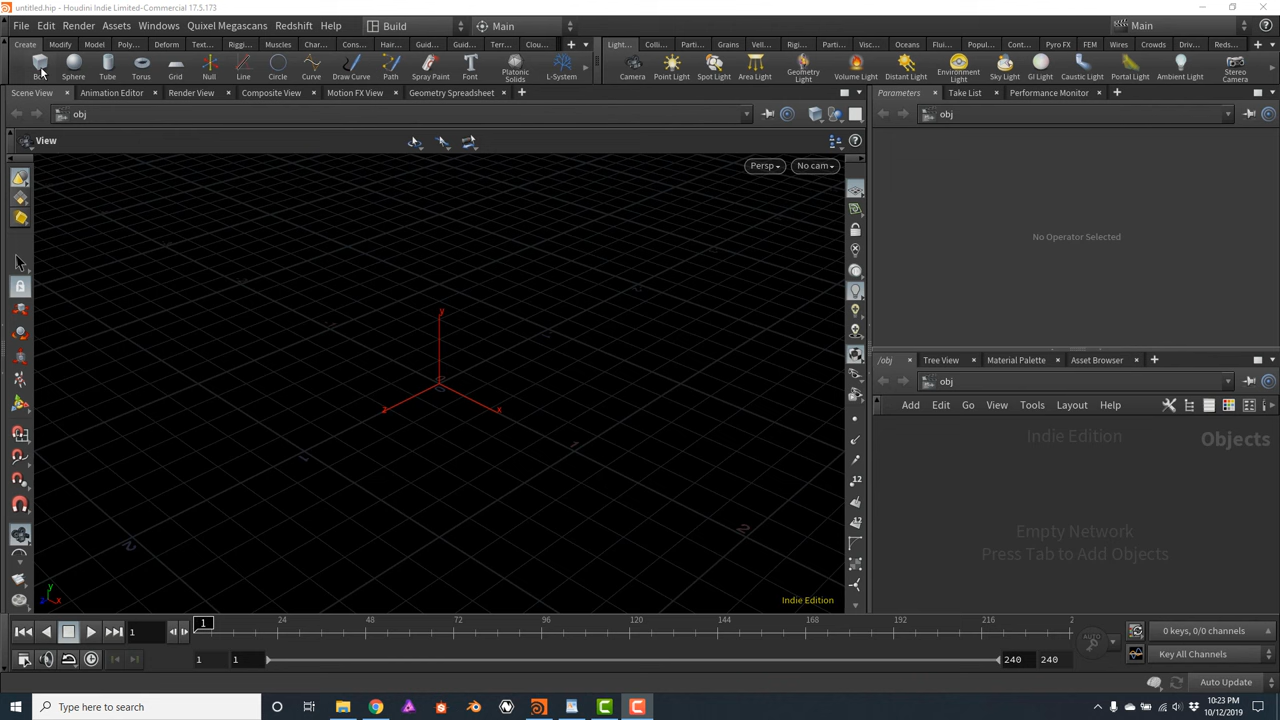 untitled.hip - Houdini Indie Limited-Commercial 17.5.173
File Edit Render Assets Windows Quixel Megascans Redshift Help Build Main Main
Create Modify Model Poly... Deform Text... Riggi... Muscles Char... Cons... Hair... Guid... Guid... Terr... Clou... Light... Colli... Parti... Grains Rigi... Parti... Visc... Oceans Flui... Popul... Cont... Pyro FX FEM Wires Crowds Driv... Reds...
Sphere Tube Torus Grid Null Line Circle Curve Draw Curve Path Spray Paint Font Platonic Solids L-System Camera Point Light Spot Light Area Light Geometry Light Volume Light Distant Light Environment Light Sky Light GI Light Caustic Light Portal Light Ambient Light Stereo Camera
Scene View Animation Editor Render View Composite View Motion FX View Geometry Spreadsheet Parameters Take List Performance Monitor
obj obj
View
Persp No cam
No Operator Selected
y
z
x
/obj Tree View Material Palette Asset Browser
obj
Add Edit Go View Tools Layout Help
Indie Edition Objects
Empty Network
Press Tab to Add Objects
12
12
y
x
Indie Edition
1 1 24 48 72 96 120 144 168 192 216 2
0 keys, 0/0 channels
1 1 240 240
AUTO
Key All Channels
Auto Update
Type here to search
10:23 PM
10/12/2019